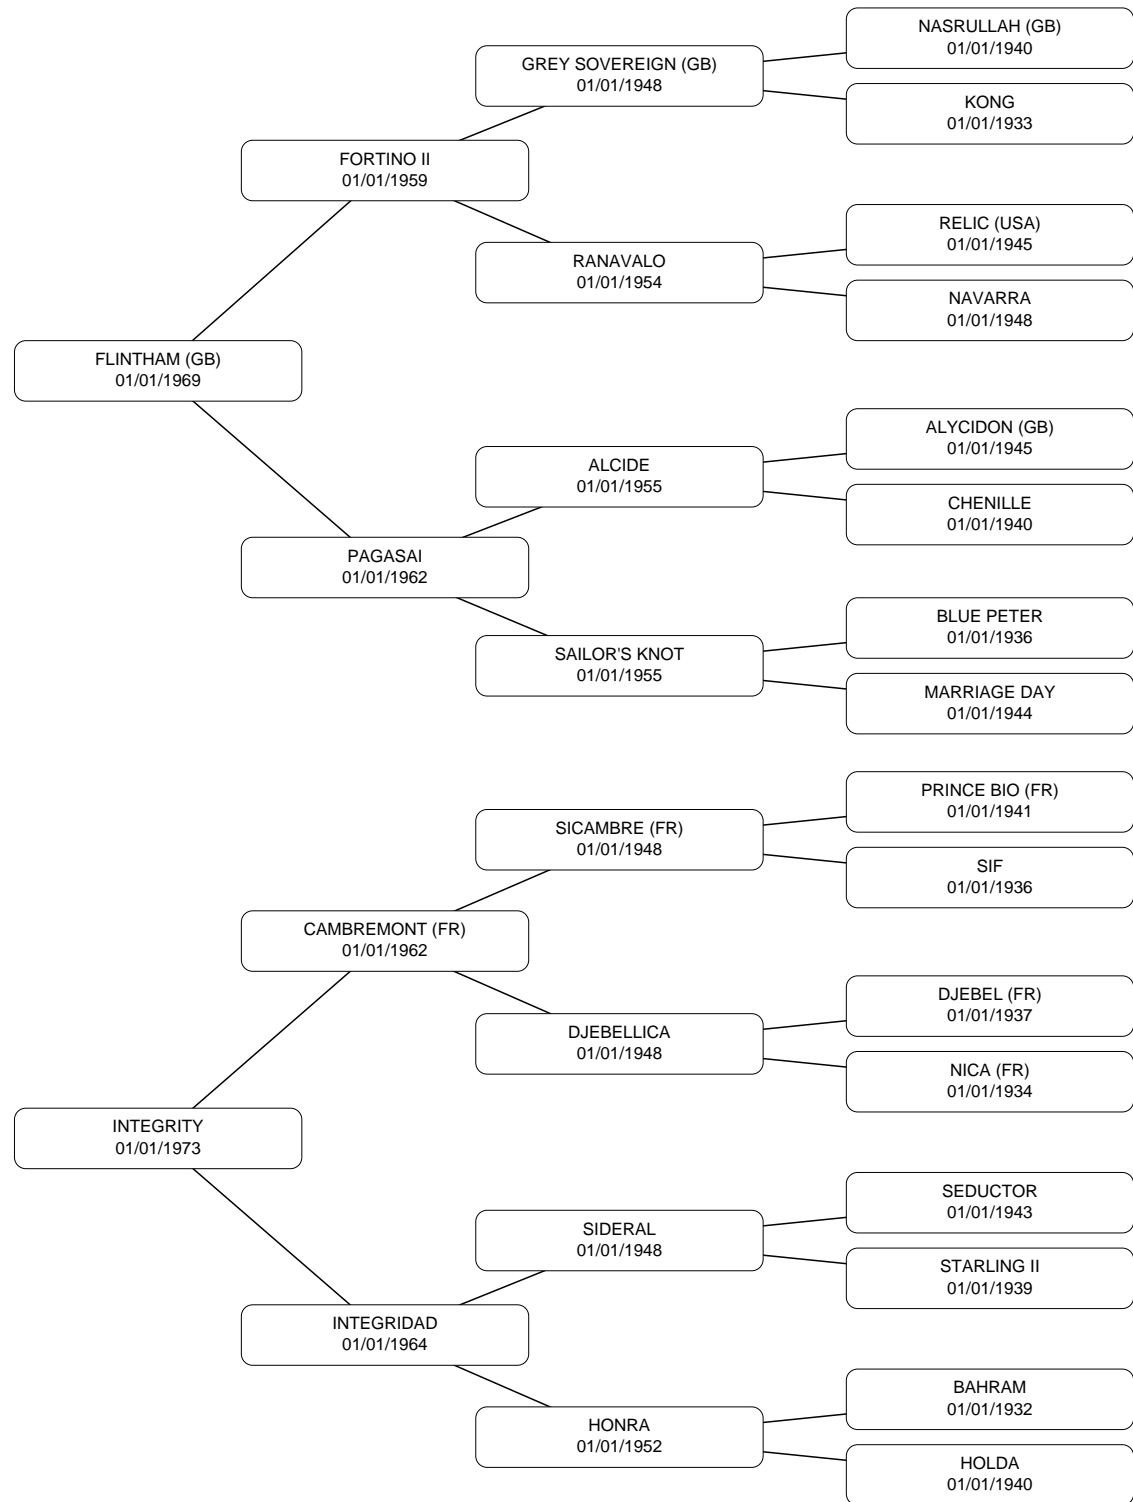 NASRULLAH (GB)
01/01/1940
GREY SOVEREIGN (GB)
01/01/1948
KONG
01/01/1933
FORTINO II
01/01/1959
RELIC (USA)
01/01/1945
RANAVALO
01/01/1954
NAVARRA
01/01/1948
FLINTHAM (GB)
01/01/1969
ALYCIDON (GB)
01/01/1945
ALCIDE
01/01/1955
CHENILLE
01/01/1940
PAGASAI
01/01/1962
BLUE PETER
01/01/1936
SAILOR'S KNOT
01/01/1955
MARRIAGE DAY
01/01/1944
PRINCE BIO (FR)
01/01/1941
SICAMBRE (FR)
01/01/1948
SIF
01/01/1936
CAMBREMONT (FR)
01/01/1962
DJEBEL (FR)
01/01/1937
DJEBELLICA
01/01/1948
NICA (FR)
01/01/1934
INTEGRITY
01/01/1973
SEDUCTOR
01/01/1943
SIDERAL
01/01/1948
STARLING II
01/01/1939
INTEGRIDAD
01/01/1964
BAHRAM
01/01/1932
HONRA
01/01/1952
HOLDA
01/01/1940